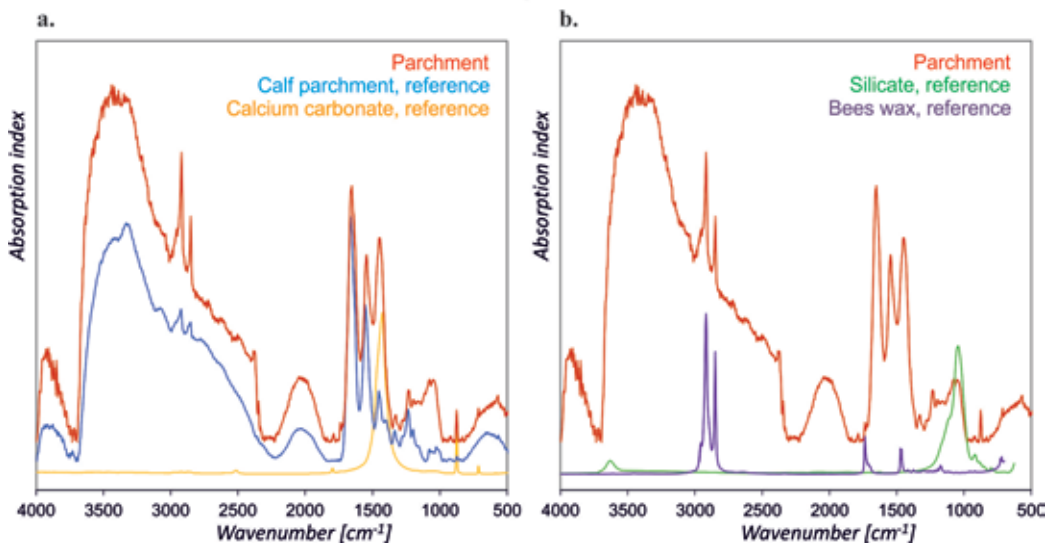 a.
Parchment
Calf parchment, reference
Calcium carbonate, reference
Absorption index
4000 3500 3000 2500 2000 1500 1000 500
Wavenumber [cm⁻¹]
b.
Parchment
Silicate, reference
Bees wax, reference
Absorption index
4000 3500 3000 2500 2000 1500 1000 500
Wavenumber [cm⁻¹]